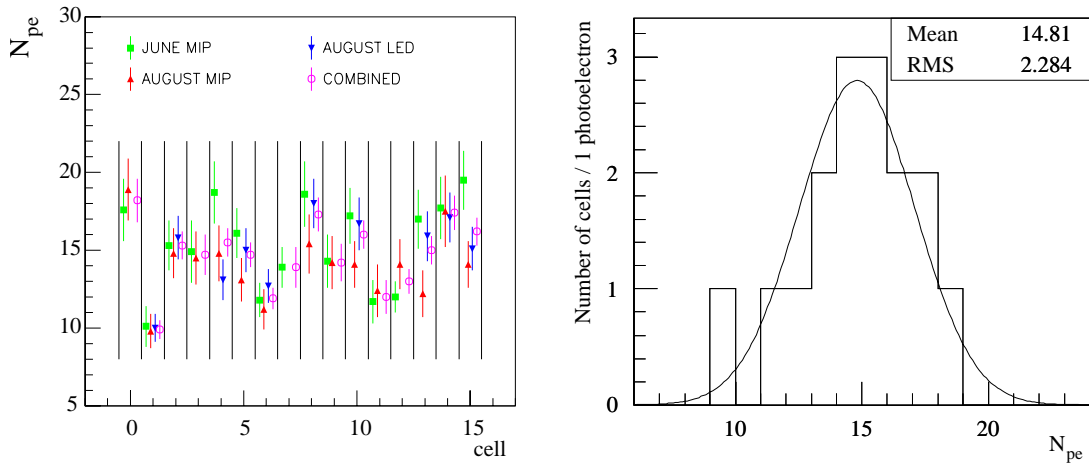 N_pe
30
25
20
15
10
5
JUNE MIP
AUGUST MIP
AUGUST LED
COMBINED
0 5 10 15
cell
Number of cells / 1 photoelectron
3
2
1
0
Mean 14.81
RMS 2.284
10 15 20
N_pe